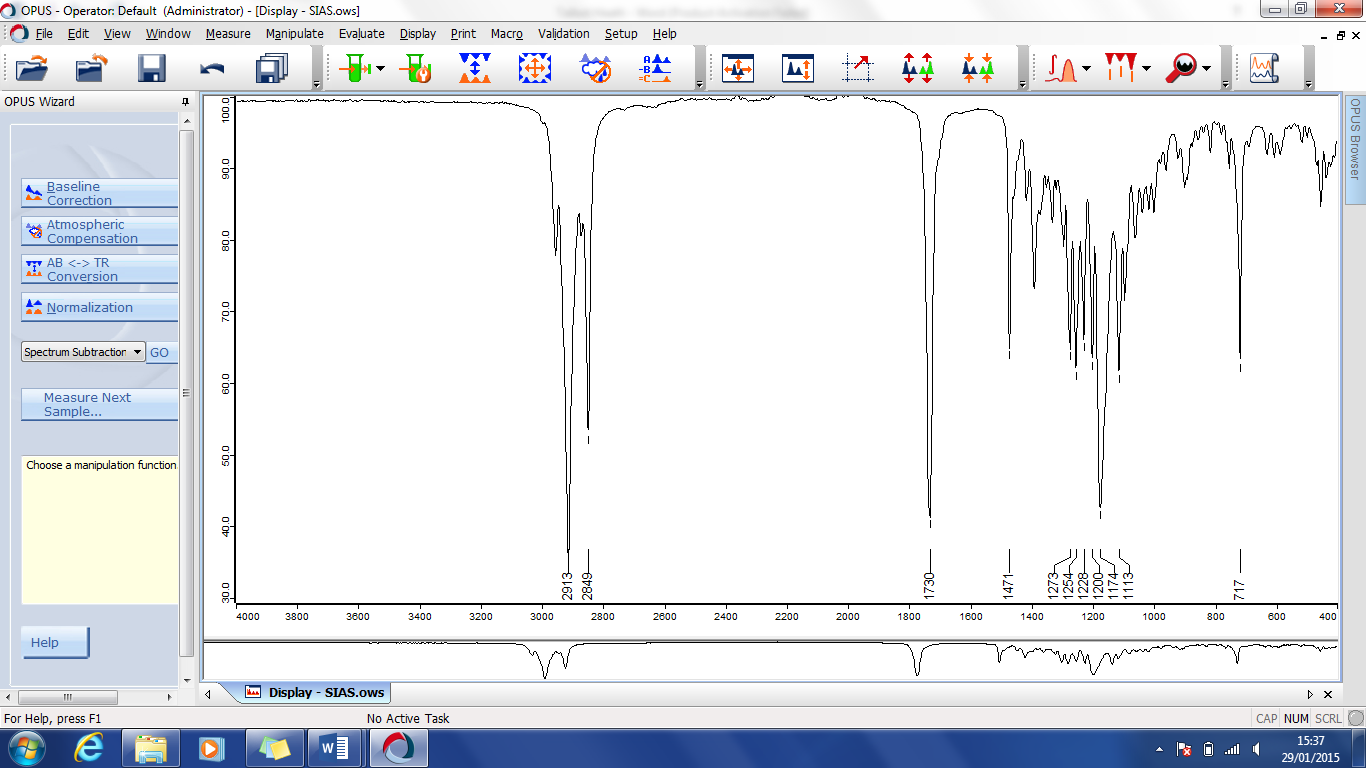 OPUS - Operator: Default (Administrator) - [Display - SIAS.ows]
File Edit View Window Measure Manipulate Evaluate Display Print Macro Validation Setup Help
OPUS Wizard
Baseline
Correction
Atmospheric
Compensation
AB <-> TR
Conversion
Normalization
Spectrum Subtraction GO
Measure Next
Sample...
Choose a manipulation function
Help
100.0
90.0
80.0
70.0
60.0
50.0
40.0
30.0
2913
2849
1730
1471
1273
1254
1228
1200
1174
1113
717
4000 3800 3600 3400 3200 3000 2800 2600 2400 2200 2000 1800 1600 1400 1200 1000 800 600 400
OPUS Browser
Display - SIAS.ows
For Help, press F1 No Active Task CAP NUM SCRL
15:37
29/01/2015